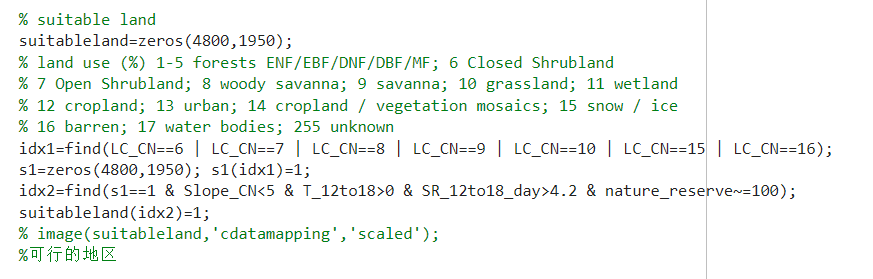 % suitable land
suitableland=zeros(4800,1950);
% land use (%) 1-5 forests ENF/EBF/DNF/DBF/MF; 6 Closed Shrubland
% 7 Open Shrubland; 8 woody savanna; 9 savanna; 10 grassland; 11 wetland
% 12 cropland; 13 urban; 14 cropland / vegetation mosaics; 15 snow / ice
% 16 barren; 17 water bodies; 255 unknown
idx1=find(LC_CN==6 | LC_CN==7 | LC_CN==8 | LC_CN==9 | LC_CN==10 | LC_CN==15 | LC_CN==16);
s1=zeros(4800,1950); s1(idx1)=1;
idx2=find(s1==1 & Slope_CN<5 & T_12to18>0 & SR_12to18_day>4.2 & nature_reserve~=100);
suitableland(idx2)=1;
% image(suitableland,'cdatamapping','scaled');
%可行的地区